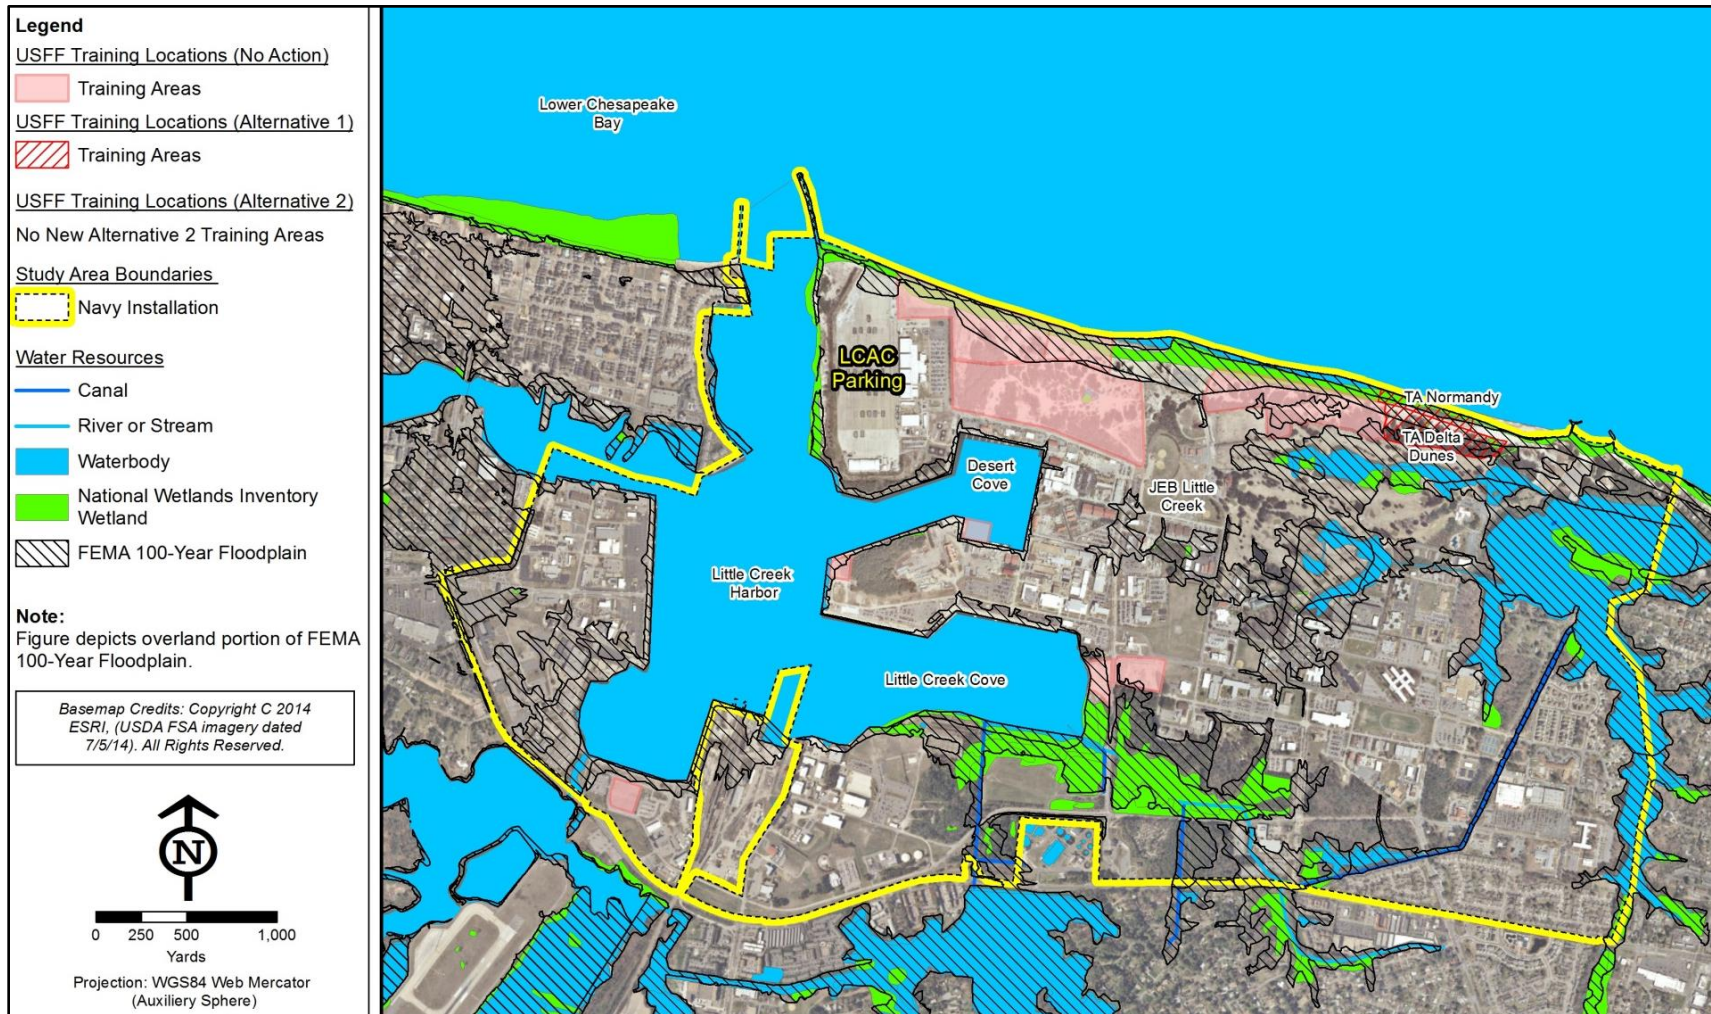 Legend
USFF Training Locations (No Action)
Training Areas
USFF Training Locations (Alternative 1)
Training Areas
USFF Training Locations (Alternative 2)
No New Alternative 2 Training Areas
Study Area Boundaries
Navy Installation
Water Resources
Canal
River or Stream
Waterbody
National Wetlands Inventory
Wetland
FEMA 100-Year Floodplain
Note:
Figure depicts overland portion of FEMA
100-Year Floodplain.
Basemap Credits: Copyright C 2014
ESRI, (USDA FSA imagery dated
7/5/14). All Rights Reserved.
N
0 250 500 1,000
Yards
Projection: WGS84 Web Mercator
(Auxiliery Sphere)
Lower Chesapeake
Bay
LCAC
Parking
TA Normandy
TA Delta
Dunes
Desert
Cove
JEB Little
Creek
Little Creek
Harbor
Little Creek Cove